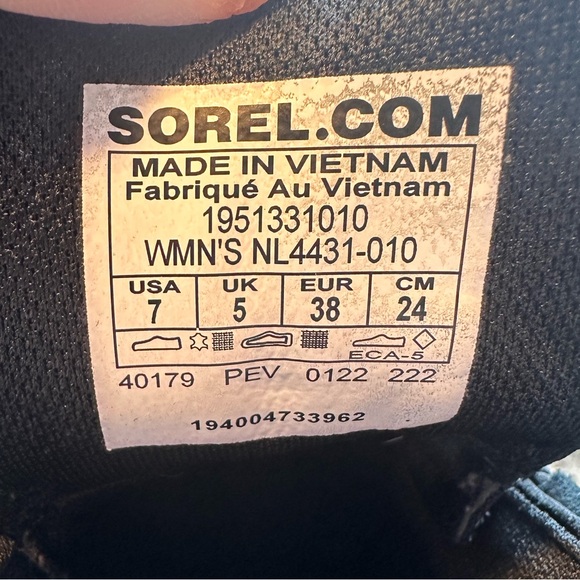 SOREL.COM
MADE IN VIETNAM
Fabriqué Au Vietnam
1951331010
WMN'S NL4431-010
USA UK EUR CM
7 5 38 24
ECA-5
40179 PEV 0122 222
194004733962